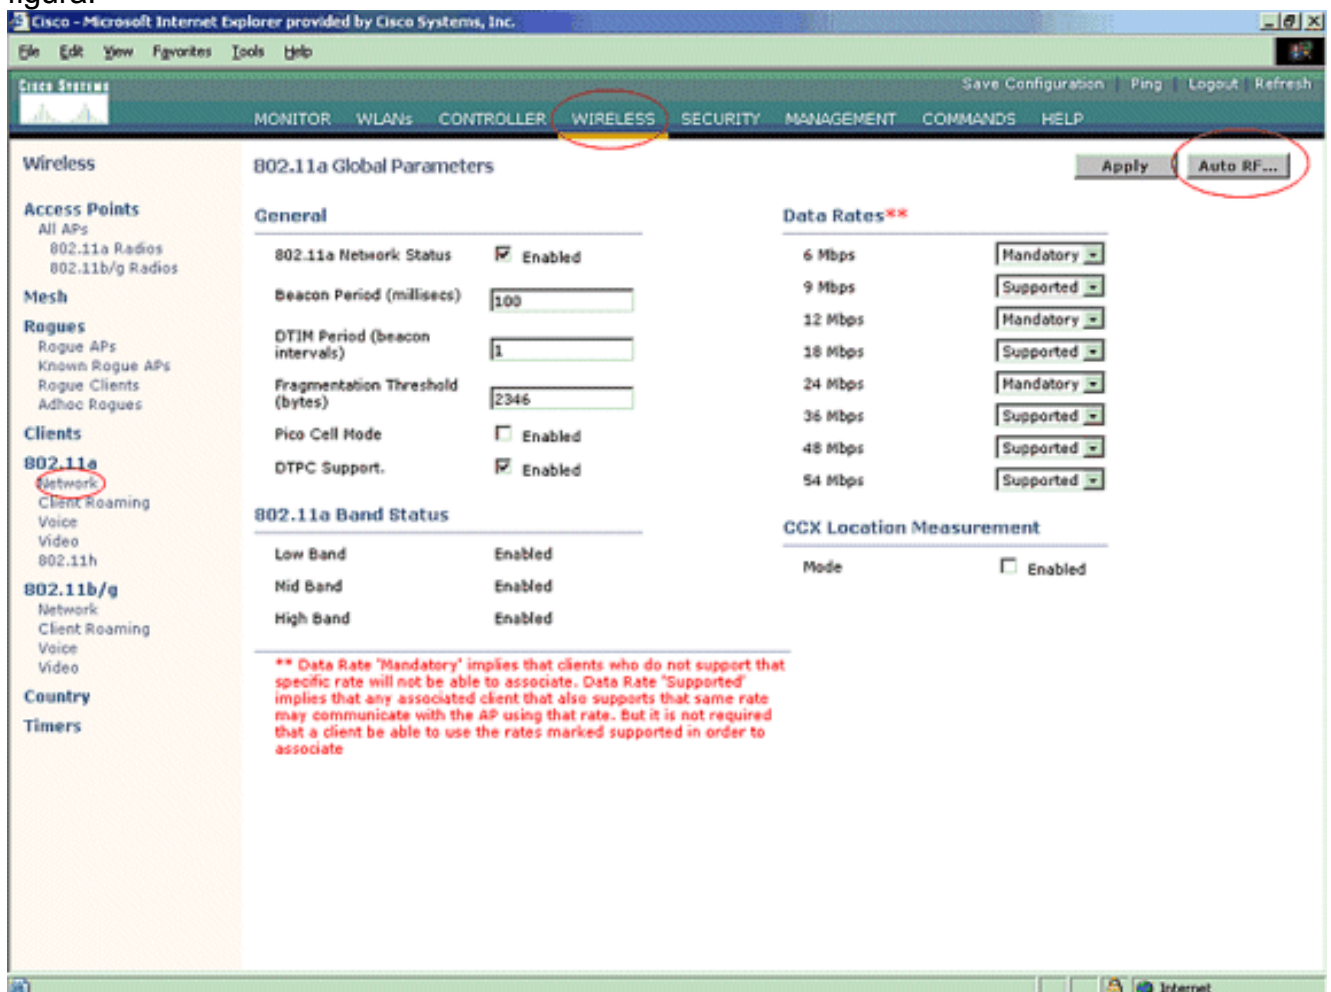 figura.
Cisco - Microsoft Internet Explorer provided by Cisco Systems, Inc.
File Edit View Favorites Tools Help
Cisco Systems
Save Configuration | Ping | Logout | Refresh
MONITOR WLANs CONTROLLER WIRELESS SECURITY MANAGEMENT COMMANDS HELP
Wireless
Access Points
All APs
802.11a Radios
802.11b/g Radios
Mesh
Rogues
Rogue APs
Known Rogue APs
Rogue Clients
Adhoc Rogues
Clients
802.11a
Network
Client Roaming
Voice
Video
802.11h
802.11b/g
Network
Client Roaming
Voice
Video
Country
Timers
802.11a Global Parameters
Apply
Auto RF...
General
802.11a Network Status Enabled
Beacon Period (millisecs) 100
DTIM Period (beacon
intervals) 1
Fragmentation Threshold
(bytes) 2346
Pico Cell Mode Enabled
DTPC Support. Enabled
802.11a Band Status
Low Band Enabled
Mid Band Enabled
High Band Enabled
** Data Rate 'Mandatory' implies that clients who do not support that
specific rate will not be able to associate. Data Rate 'Supported'
implies that any associated client that also supports that same rate
may communicate with the AP using that rate. But it is not required
that a client be able to use the rates marked supported in order to
associate
Data Rates**
6 Mbps Mandatory
9 Mbps Supported
12 Mbps Mandatory
18 Mbps Supported
24 Mbps Mandatory
36 Mbps Supported
48 Mbps Supported
54 Mbps Supported
CCX Location Measurement
Mode Enabled
Internet